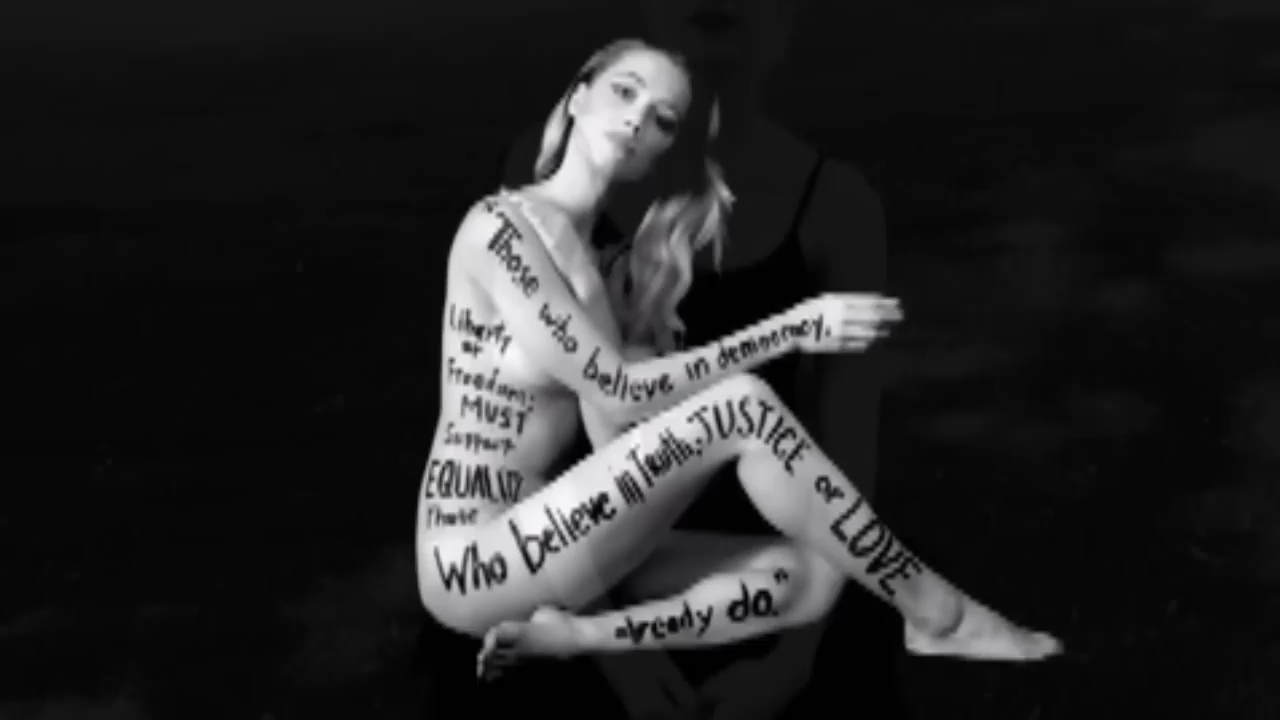 "Those who believe in democracy,
Liberty
or
Freedom;
MUST
Support
EQUALITY
Those
Who believe in Truth, JUSTICE or LOVE
already do."